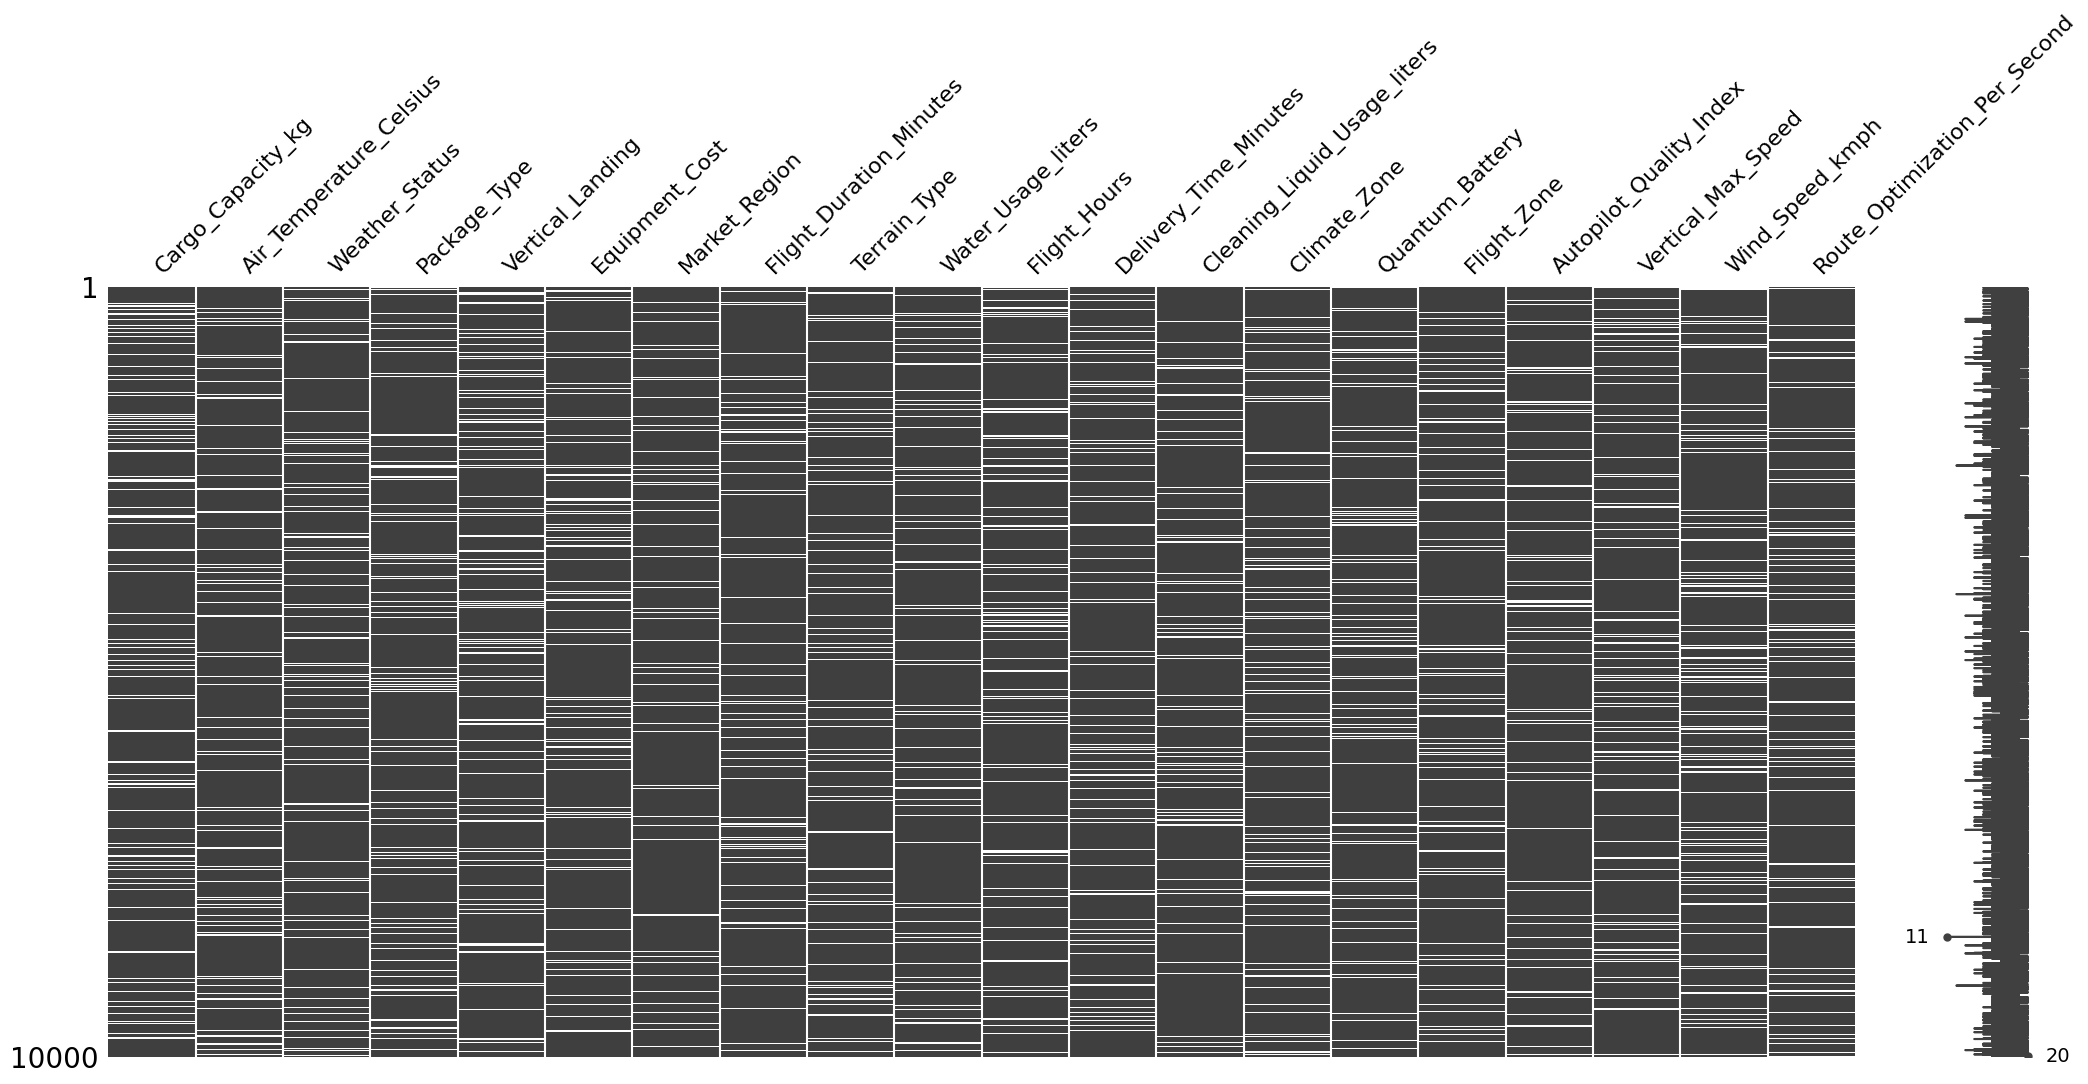 Cargo_Capacity_kg
Air_Temperature_Celsius
Weather_Status
Package_Type
Vertical_Landing
Equipment_Cost
Market_Region
Flight_Duration_Minutes
Terrain_Type
Water_Usage_liters
Flight_Hours
Delivery_Time_Minutes
Cleaning_Liquid_Usage_liters
Climate_Zone
Quantum_Battery
Flight_Zone
Autopilot_Quality_Index
Vertical_Max_Speed
Wind_Speed_kmph
Route_Optimization_Per_Second
1
11
10000
20